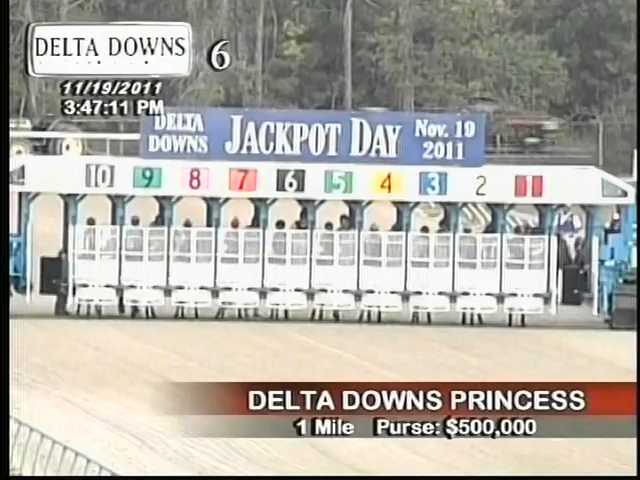 DELTA DOWNS 6
11/19/2011
3:47:11 PM
DELTA DOWNS JACKPOT DAY Nov. 19 2011
10 9 8 7 6 5 4 3 2 1
DELTA DOWNS PRINCESS
1 Mile Purse: $500,000